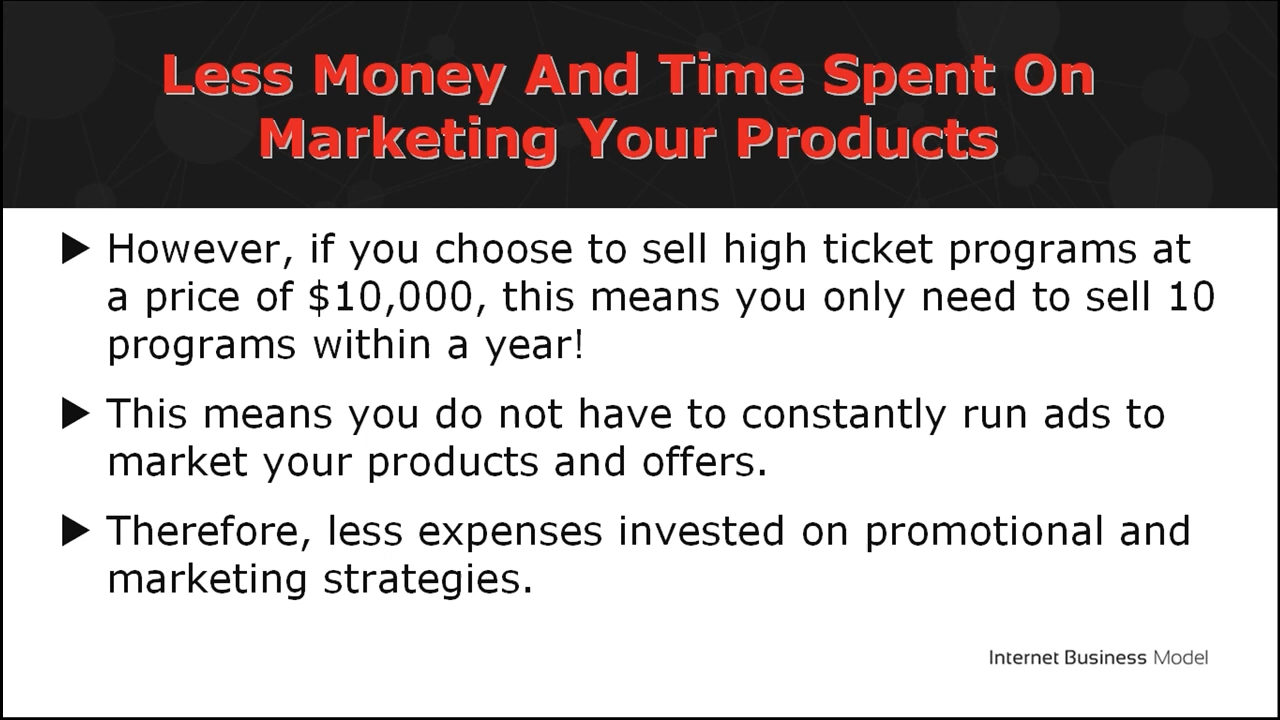 Less Money And Time Spent On
Marketing Your Products
However, if you choose to sell high ticket programs at
a price of $10,000, this means you only need to sell 10
programs within a year!
This means you do not have to constantly run ads to
market your products and offers.
Therefore, less expenses invested on promotional and
marketing strategies.
Internet Business Model